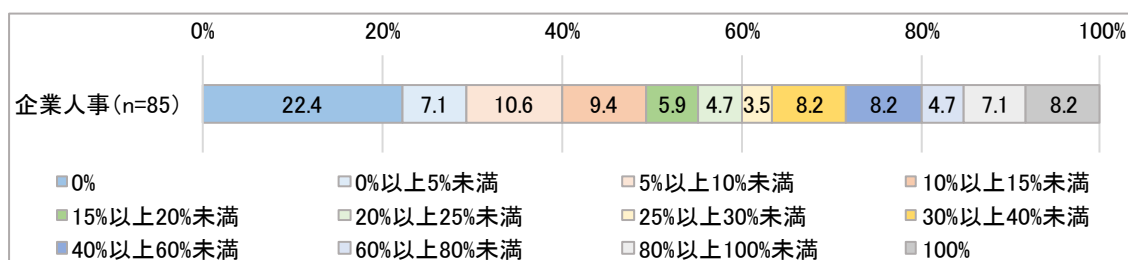 0% 20% 40% 60% 80% 100%
企業人事(n=85) 22.4 7.1 10.6 9.4 5.9 4.7 3.5 8.2 8.2 4.7 7.1 8.2
0% 0%以上5%未満 5%以上10%未満 10%以上15%未満
15%以上20%未満 20%以上25%未満 25%以上30%未満 30%以上40%未満
40%以上60%未満 60%以上80%未満 80%以上100%未満 100%